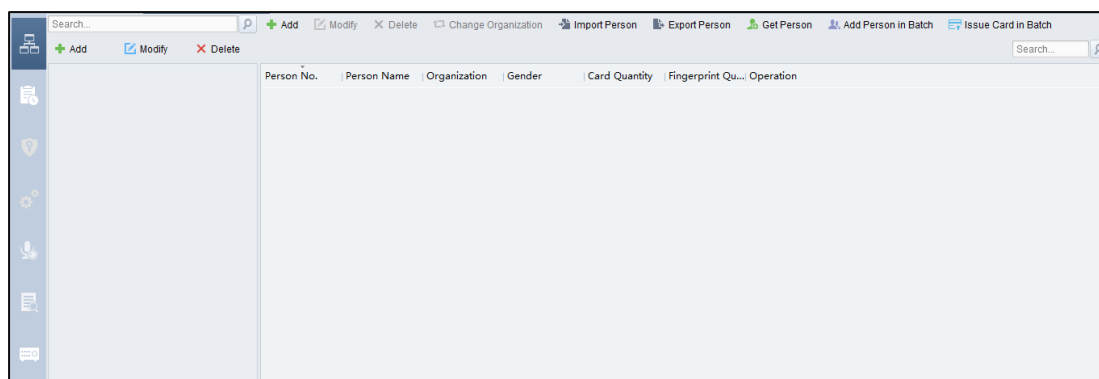 Search...
Add Modify Delete Change Organization Import Person Export Person Get Person Add Person in Batch Issue Card in Batch
Add Modify Delete
Search...
Person No. Person Name Organization Gender Card Quantity Fingerprint Qu... Operation